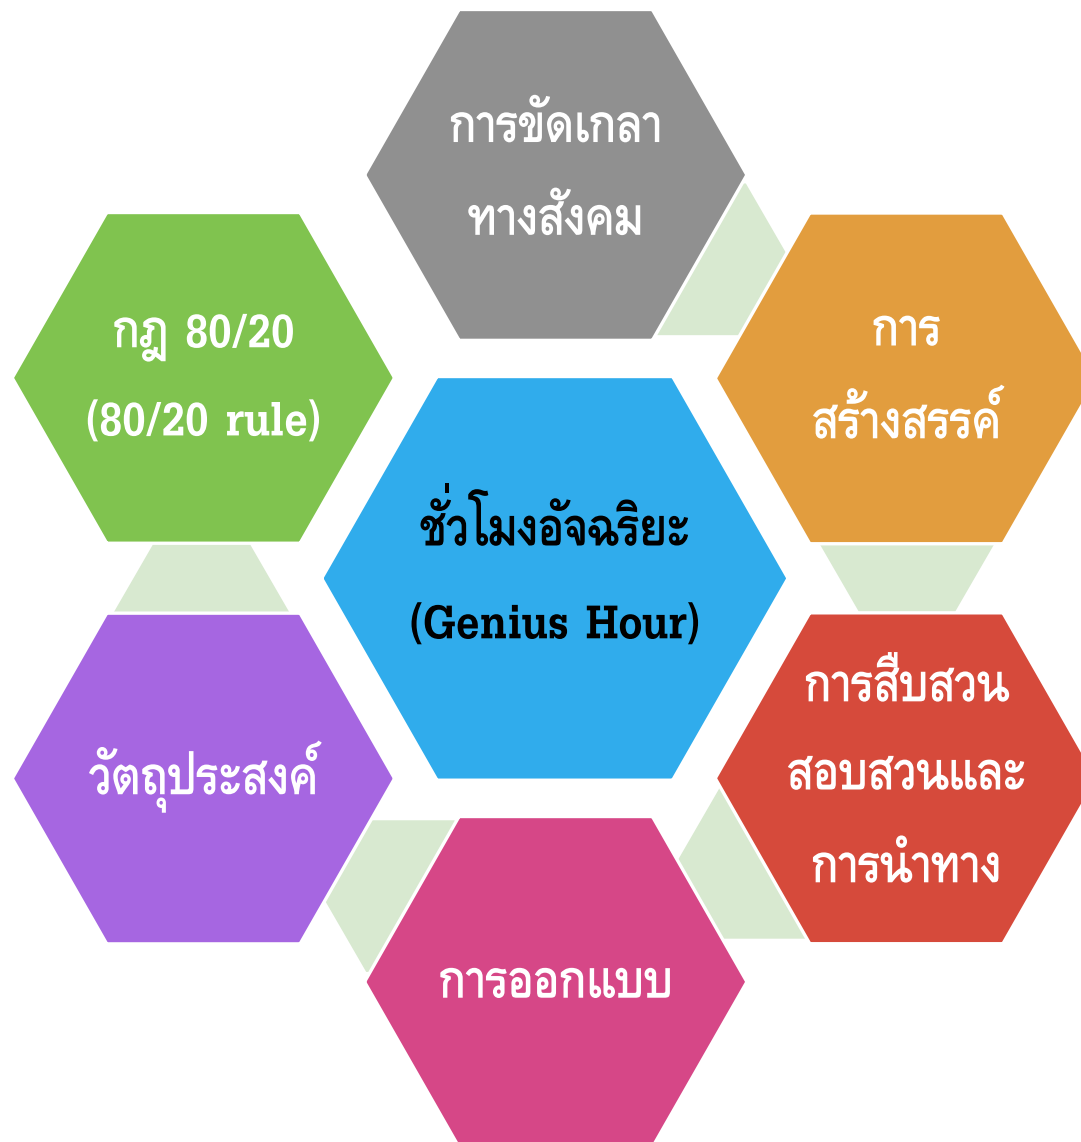 การขัดเกลา
ทางสังคม
การ
สร้างสรรค์
การสืบสวน
สอบสวนและ
การนำทาง
การออกแบบ
วัตถุประสงค์
กฎ 80/20
(80/20 rule)
ชั่วโมงอัจฉริยะ
(Genius Hour)